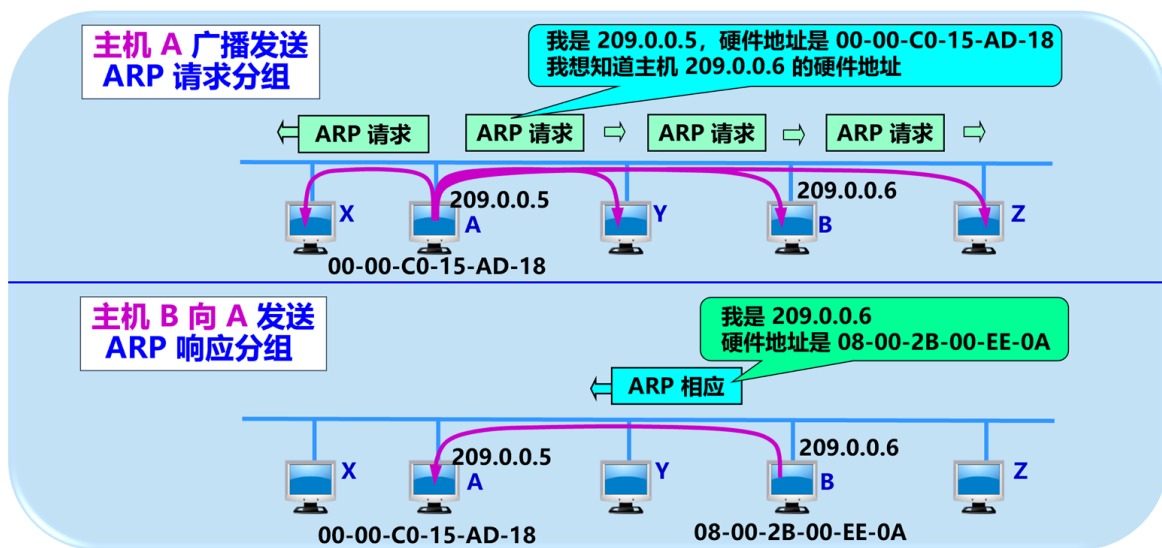 主机 A 广播发送
ARP 请求分组
我是 209.0.0.5，硬件地址是 00-00-C0-15-AD-18
我想知道主机 209.0.0.6 的硬件地址
ARP 请求
ARP 请求
ARP 请求
ARP 请求
X
209.0.0.5
A
Y
209.0.0.6
B
Z
00-00-C0-15-AD-18
主机 B 向 A 发送
ARP 响应分组
我是 209.0.0.6
硬件地址是 08-00-2B-00-EE-0A
ARP 相应
X
209.0.0.5
A
Y
209.0.0.6
B
Z
00-00-C0-15-AD-18
08-00-2B-00-EE-0A